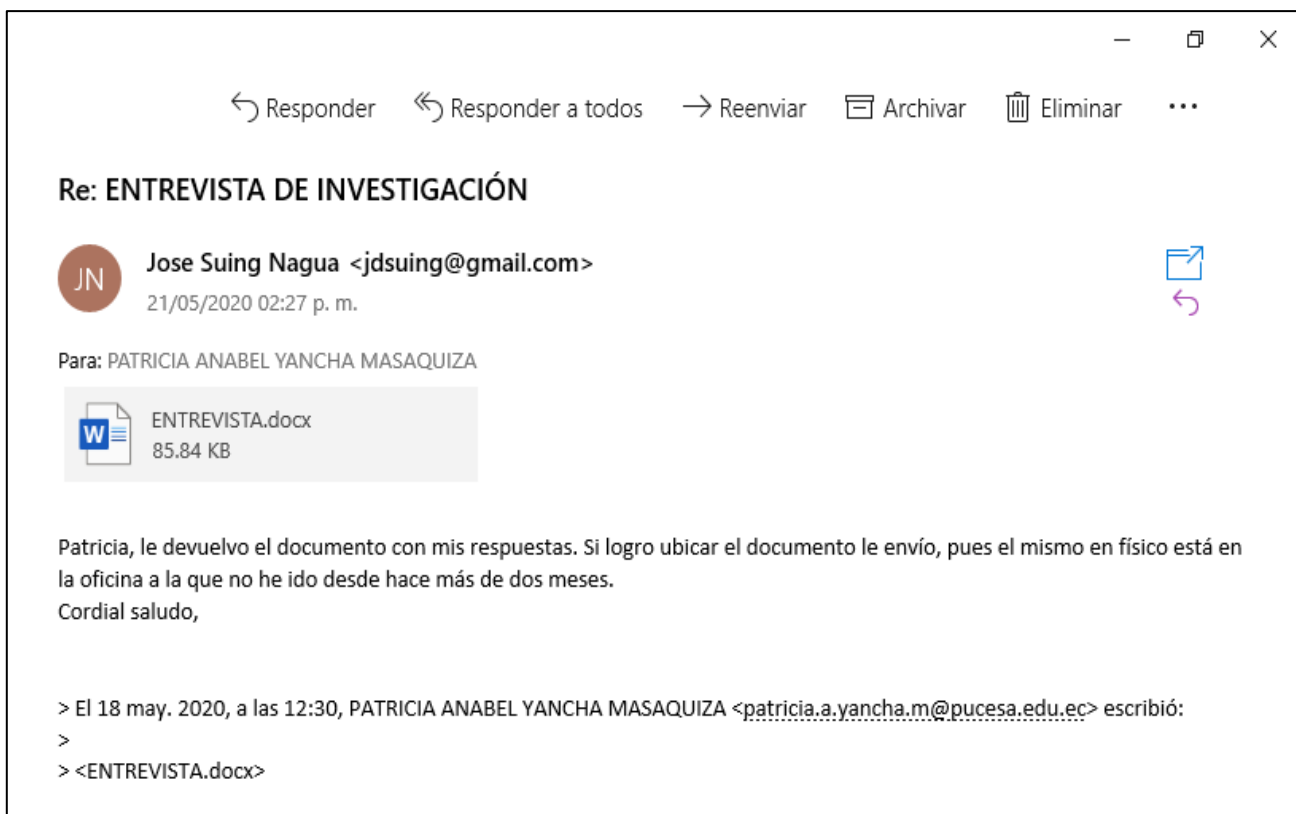 Responder Responder a todos Reenviar Archivar Eliminar
Re: ENTREVISTA DE INVESTIGACIÓN
JN
Jose Suing Nagua <jdsuing@gmail.com>
21/05/2020 02:27 p. m.
Para: PATRICIA ANABEL YANCHA MASAQUIZA
W
ENTREVISTA.docx
85.84 KB
Patricia, le devuelvo el documento con mis respuestas. Si logro ubicar el documento le envío, pues el mismo en físico está en
la oficina a la que no he ido desde hace más de dos meses.
Cordial saludo,
> El 18 may. 2020, a las 12:30, PATRICIA ANABEL YANCHA MASAQUIZA <patricia.a.yancha.m@pucesa.edu.ec> escribió:
>
> <ENTREVISTA.docx>